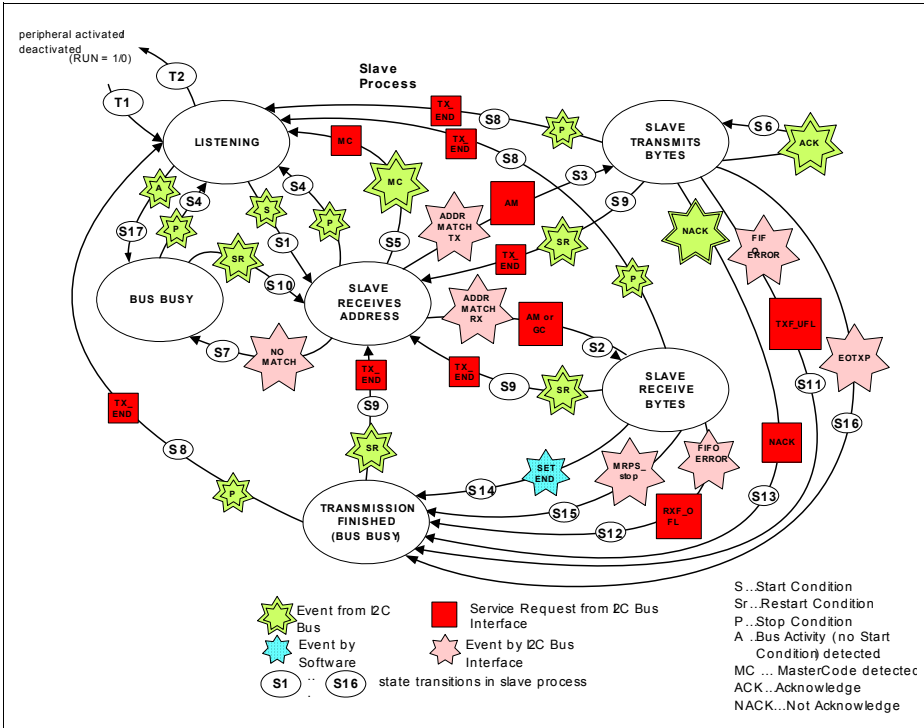 peripheral activated/
deactivated
(RUN = 1/0)
T2
T1
Slave
Process
LISTENING
TX_
END
S8
P
TX_
END
S8
SLAVE
TRANSMITS
BYTES
S6
ACK
MC
MC
S5
A
S4
P
S17
S
S1
S4
P
SR
S10
BUS BUSY
SLAVE
RECEIVES
ADDRESS
ADDR
MATCH
TX
AM
S3
S9
SR
TX_
END
NACK
FIF
O
ERROR
TXF_UFL
S11
EOTXP
S16
P
ADDR
MATCH
RX
AM or
GC
S2
S7
NO
MATCH
TX_
END
S9
SR
TX_
END
S9
SR
SLAVE
RECEIVE
BYTES
TX_
END
S8
P
SET
END
S14
MRPS_
stop
S15
FIFO
ERROR
RXF_O
FL
S12
NACK
S13
TRANSMISSION
FINISHED
(BUS BUSY)
Event from I2C
Bus
Service Request from I2C Bus
Interface
Event by
Software
Event by I2C Bus
Interface
S1 .. : S16 state transitions in slave process
S...Start Condition
Sr...Restart Condition
P...Stop Condition
A ..Bus Activity (no Start
Condition) detected
MC ... MasterCode detected
ACK...Acknowledge
NACK...Not Acknowledge